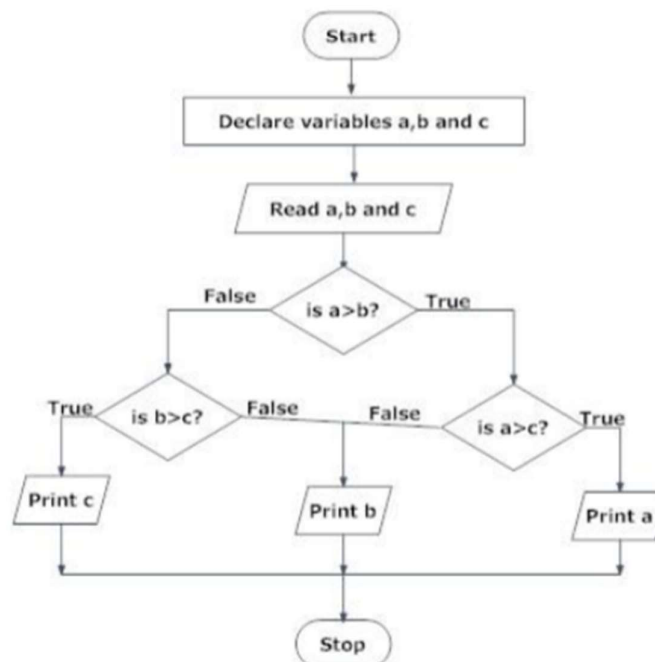 Start
Declare variables a,b and c
Read a,b and c
False
True
is a>b?
True
is b>c?
False
False
is a>c?
True
Print c
Print b
Print a
Stop